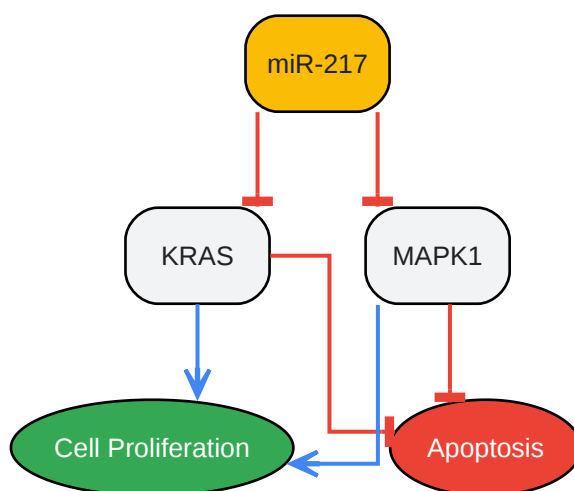 miR-217
KRAS
MAPK1
Cell Proliferation
Apoptosis